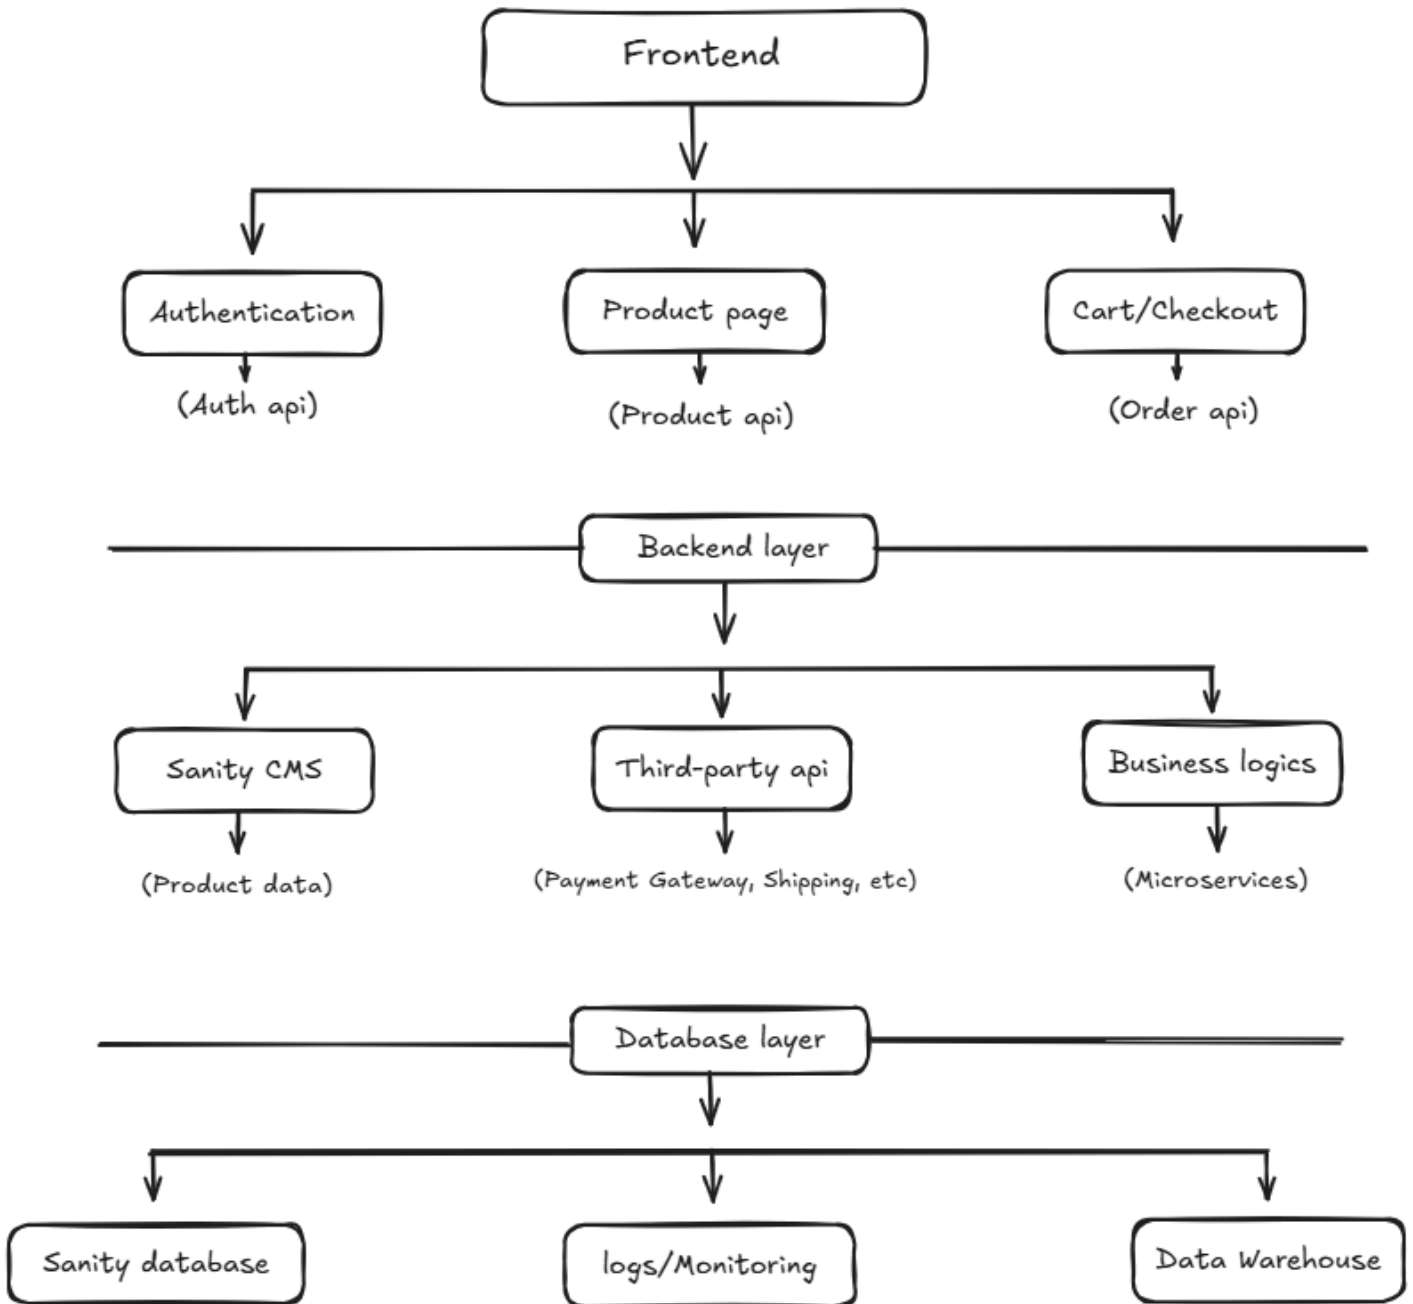 Frontend
Authentication
Product page
Cart/Checkout
(Auth api)
(Product api)
(Order api)
Backend layer
Sanity CMS
Third-party api
Business logics
(Product data)
(Payment Gateway, Shipping, etc)
(Microservices)
Database layer
Sanity database
logs/Monitoring
Data Warehouse